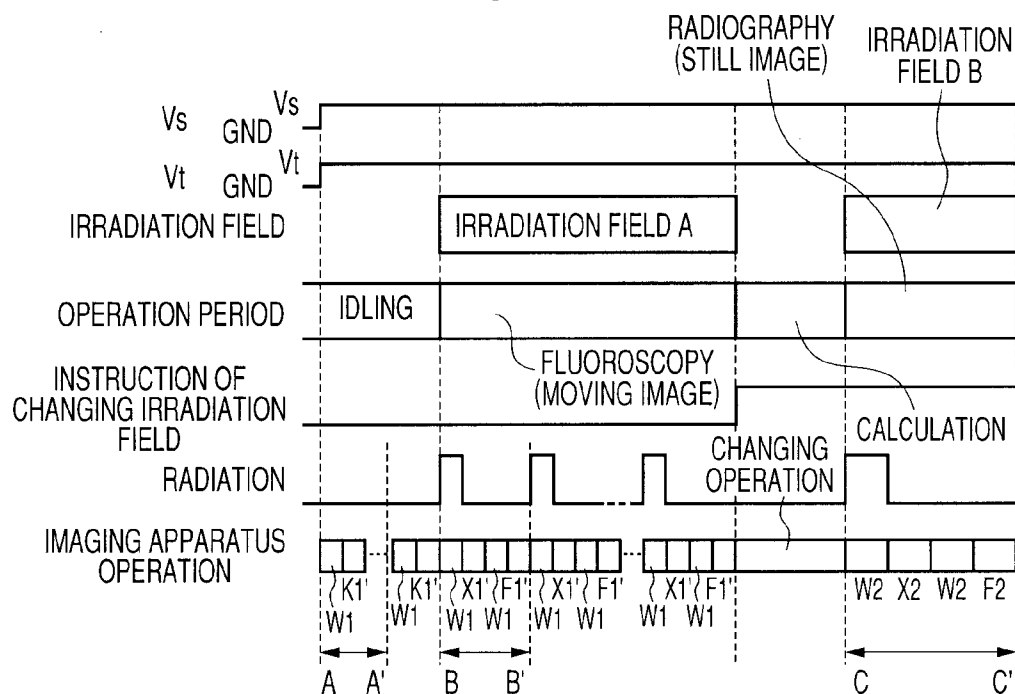 RADIOGRAPHY
(STILL IMAGE)
IRRADIATION
FIELD B
Vs GND Vs
Vt GND Vt
IRRADIATION FIELD
IRRADIATION FIELD A
OPERATION PERIOD
IDLING
FLUOROSCOPY
(MOVING IMAGE)
INSTRUCTION OF
CHANGING IRRADIATION
FIELD
CALCULATION
CHANGING
OPERATION
RADIATION
IMAGING APPARATUS
OPERATION
K1' K1' X1' F1' X1' F1' X1' F1' W2 X2 W2 F2
W1 W1 W1 W1 W1 W1 W1 W1
A A' B B' C C'